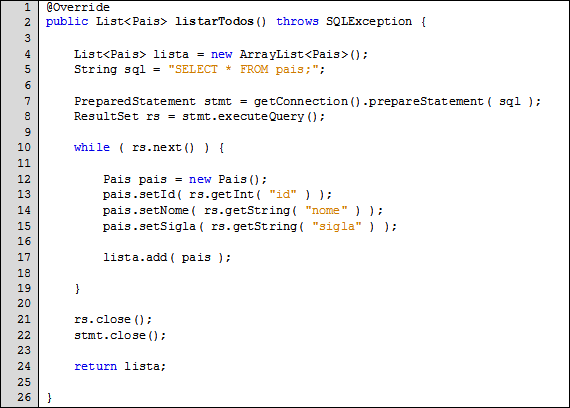 1 @Override
2 public List<Pais> listarTodos() throws SQLException {
3
4 List<Pais> lista = new ArrayList<Pais>();
5 String sql = "SELECT * FROM pais;";
6
7 PreparedStatement stmt = getConnection().prepareStatement( sql );
8 ResultSet rs = stmt.executeQuery();
9
10 while ( rs.next() ) {
11
12 Pais pais = new Pais();
13 pais.setId( rs.getInt( "id" ) );
14 pais.setNome( rs.getString( "nome" ) );
15 pais.setSigla( rs.getString( "sigla" ) );
16
17 lista.add( pais );
18
19 }
20
21 rs.close();
22 stmt.close();
23
24 return lista;
25
26 }